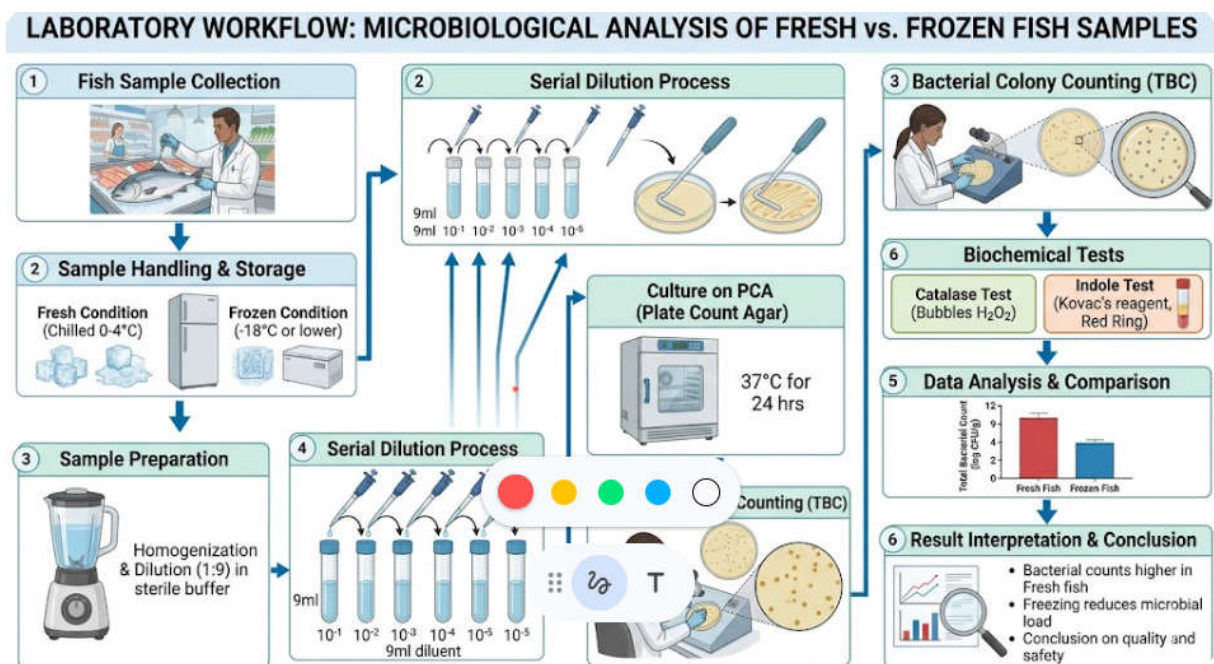 LABORATORY WORKFLOW: MICROBIOLOGICAL ANALYSIS OF FRESH vs. FROZEN FISH SAMPLES
1 Fish Sample Collection
2 Sample Handling & Storage
Fresh Condition
(Chilled 0-4°C)
Frozen Condition
(-18°C or lower)
3 Sample Preparation
Homogenization
& Dilution (1:9) in
sterile buffer
2 Serial Dilution Process
9ml
9ml 10⁻¹ 10⁻² 10⁻³ 10⁻⁴ 10⁻⁵
4 Serial Dilution Process
9ml
10⁻¹ 10⁻² 10⁻³ 10⁻⁴ 10⁻⁵ 10⁻⁵
9ml diluent
Culture on PCA
(Plate Count Agar)
37°C for
24 hrs
Counting (TBC)
T
3 Bacterial Colony Counting (TBC)
6 Biochemical Tests
Catalase Test
(Bubbles H₂O₂)
Indole Test
(Kovac's reagent,
Red Ring)
5 Data Analysis & Comparison
Total Bacterial Count
(log CFU/g)
12
9
4
2
0
Fresh Fish Frozen Fish
6 Result Interpretation & Conclusion
• Bacterial counts higher in
Fresh fish
• Freezing reduces microbial
load
• Conclusion on quality and
safety